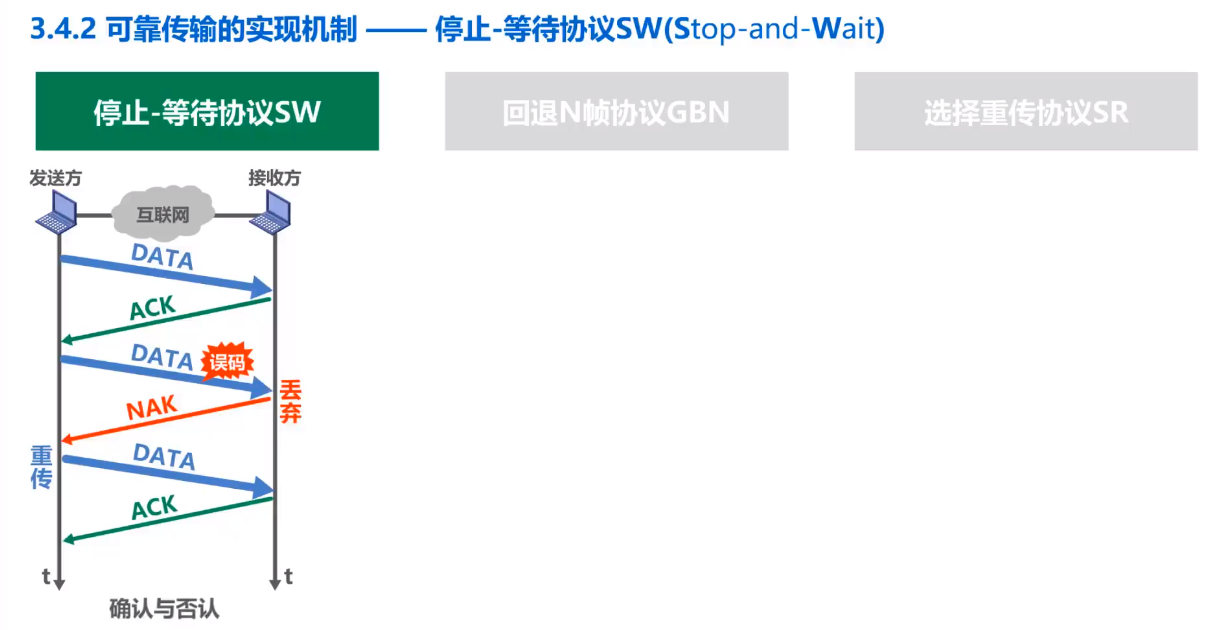 3.4.2 可靠传输的实现机制 —— 停止-等待协议SW(Stop-and-Wait)
停止-等待协议SW
回退N帧协议GBN
选择重传协议SR
发送方
接收方
互联网
DATA
ACK
DATA
误码
丢弃
NAK
重传
DATA
ACK
t
t
确认与否认